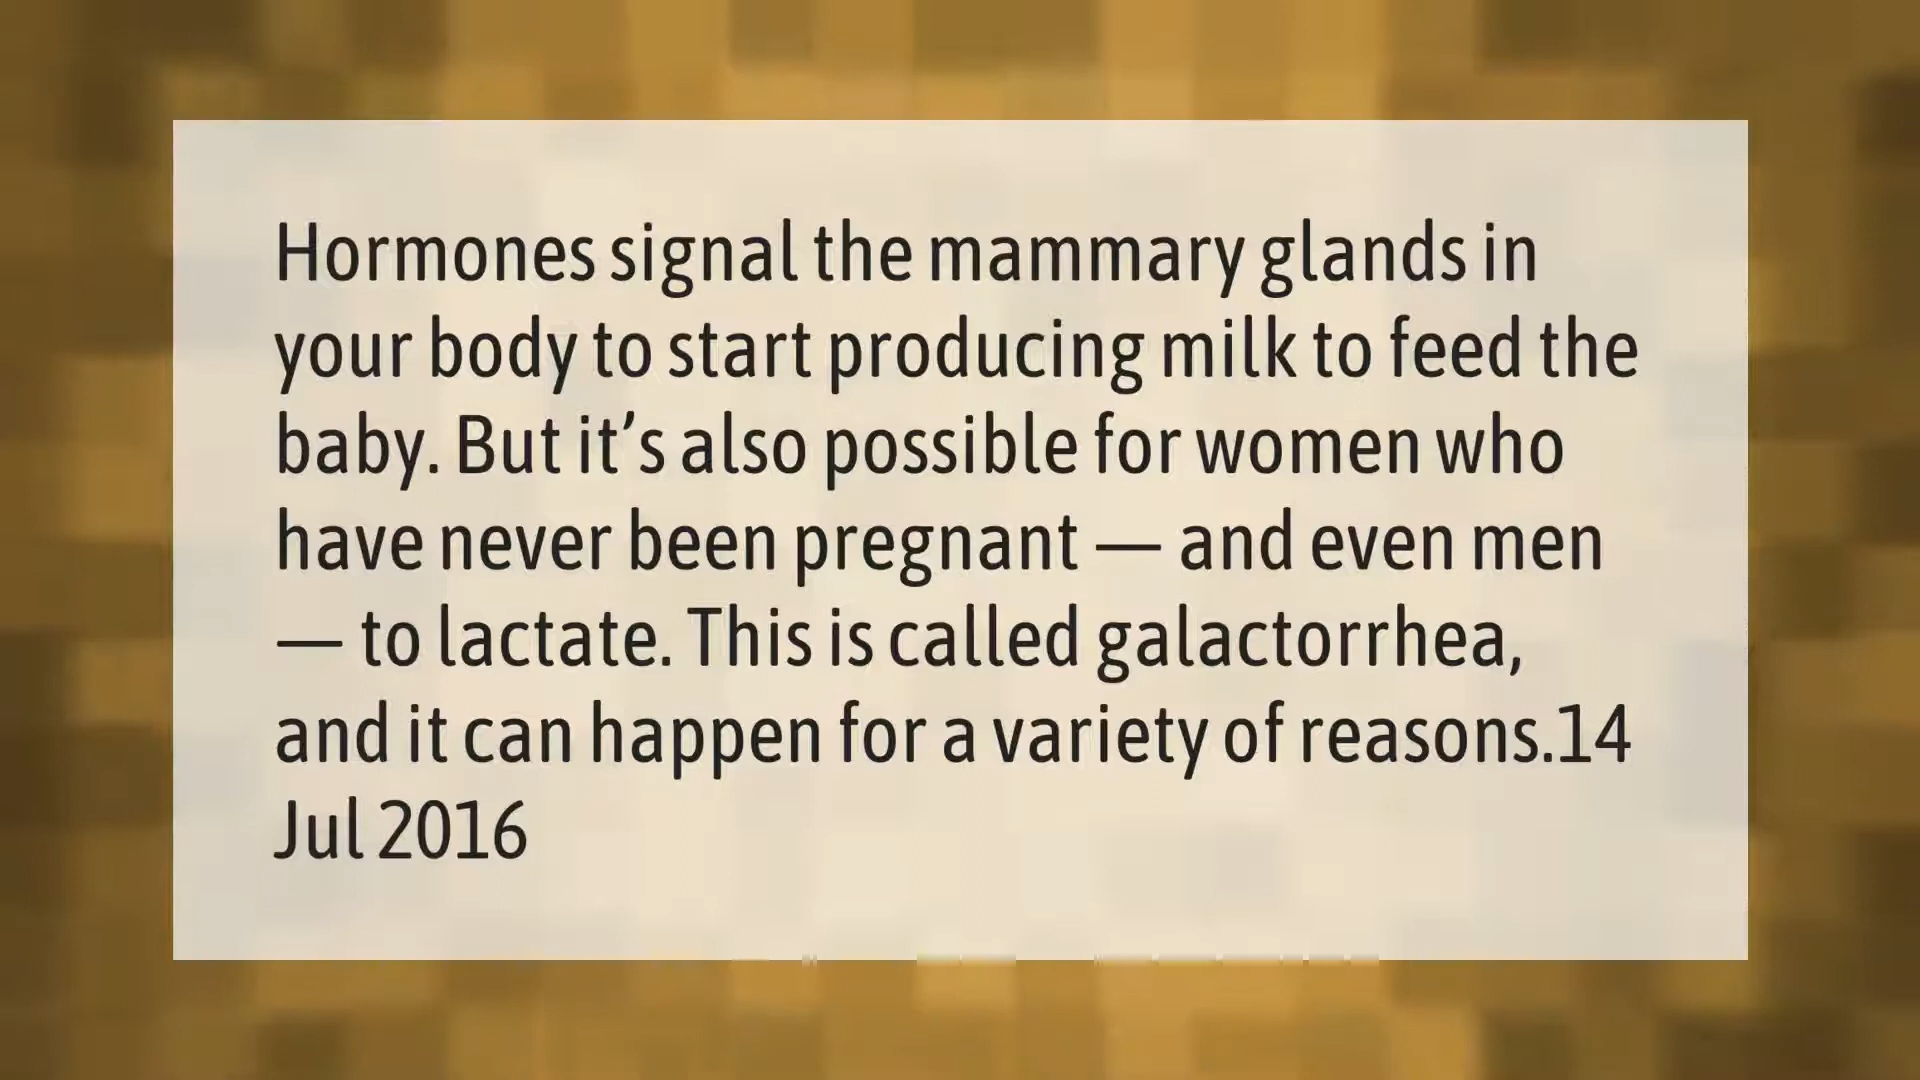 Hormones signal the mammary glands in
your body to start producing milk to feed the
baby. But it’s also possible for women who
have never been pregnant — and even men
— to lactate. This is called galactorrhea,
and it can happen for a variety of reasons.14
Jul 2016